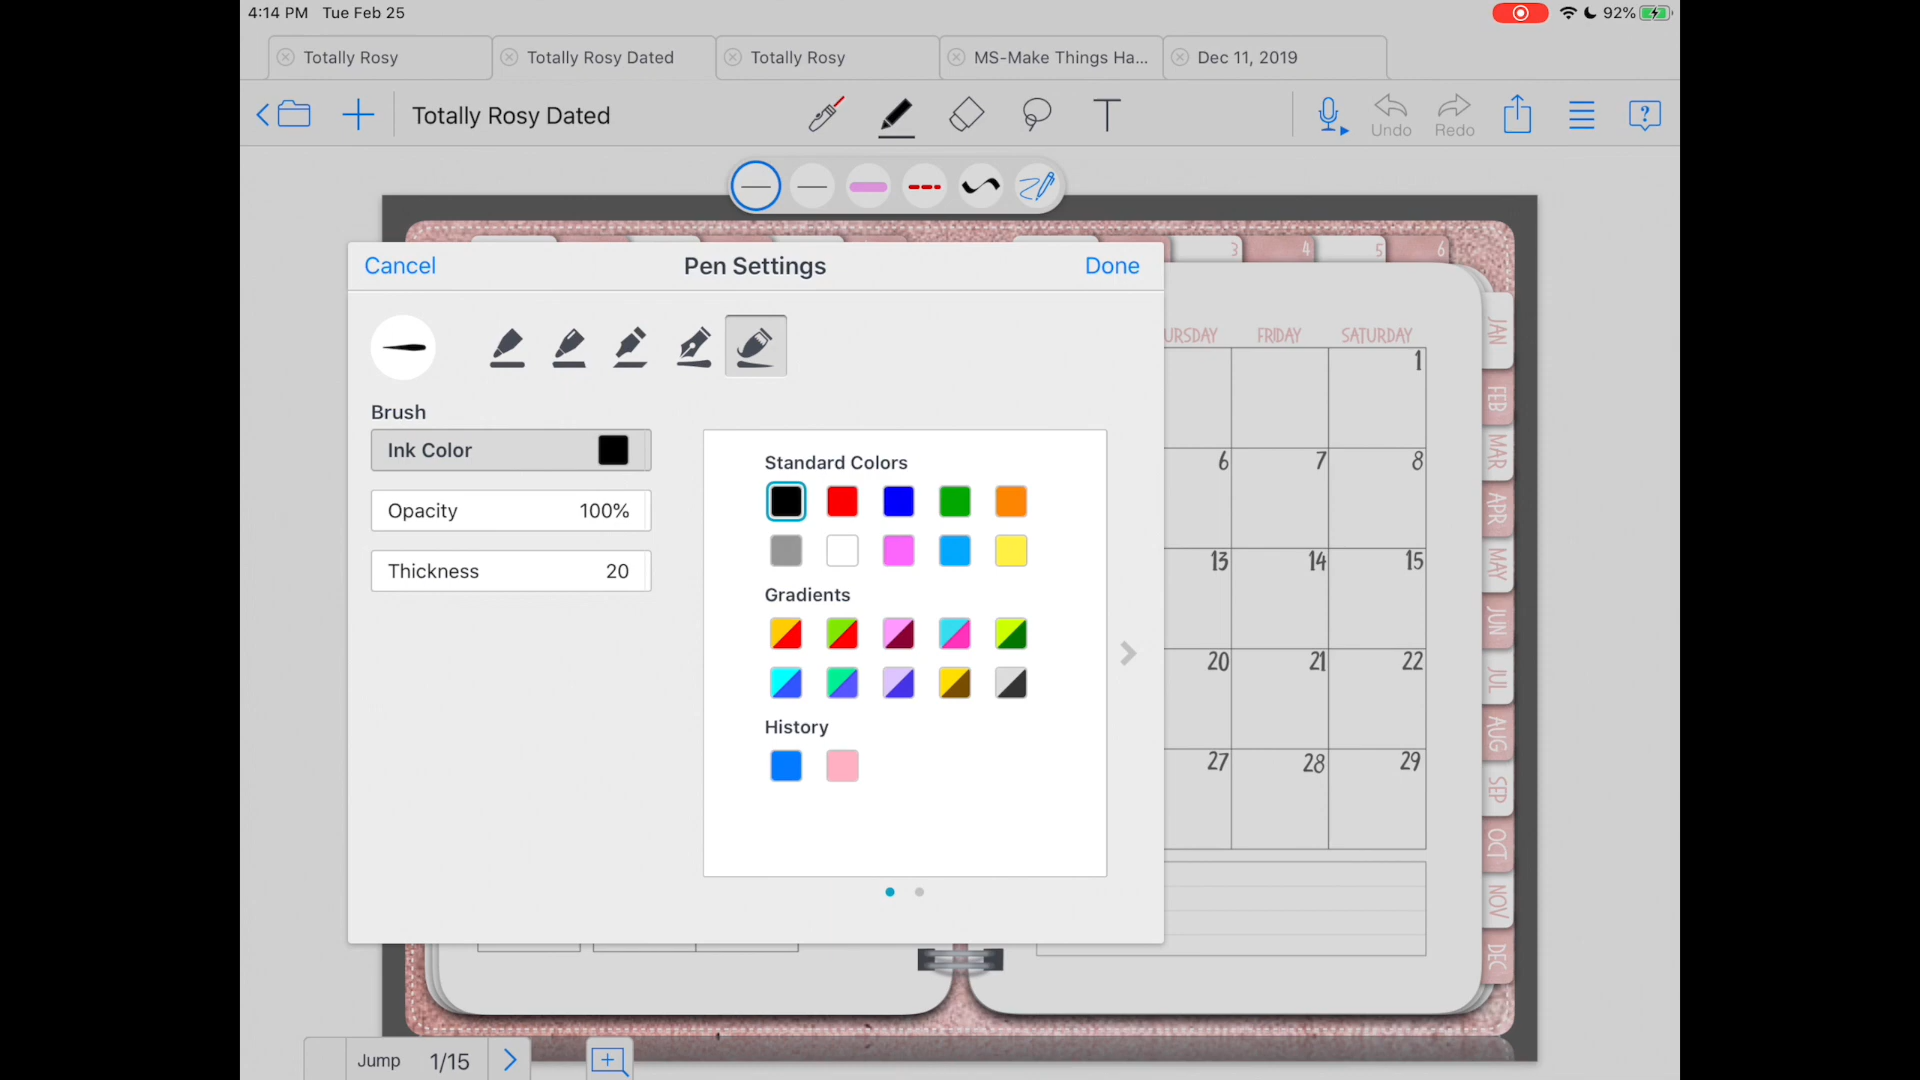 4:14 PM Tue Feb 25
92%
Totally Rosy
Totally Rosy Dated
Totally Rosy
MS-Make Things Ha...
Dec 11, 2019
Totally Rosy Dated
T
Undo
Redo
?
Cancel
Pen Settings
Done
Brush
Ink Color
Opacity 100%
Thickness 20
Standard Colors
Gradients
History
3 4 5 6
URSDAY FRIDAY SATURDAY
1
6 7 8
13 14 15
20 21 22
27 28 29
JAN
FEB
MAR
APR
MAY
JUN
JUL
AUG
SEP
OCT
NOV
DEC
Jump 1/15